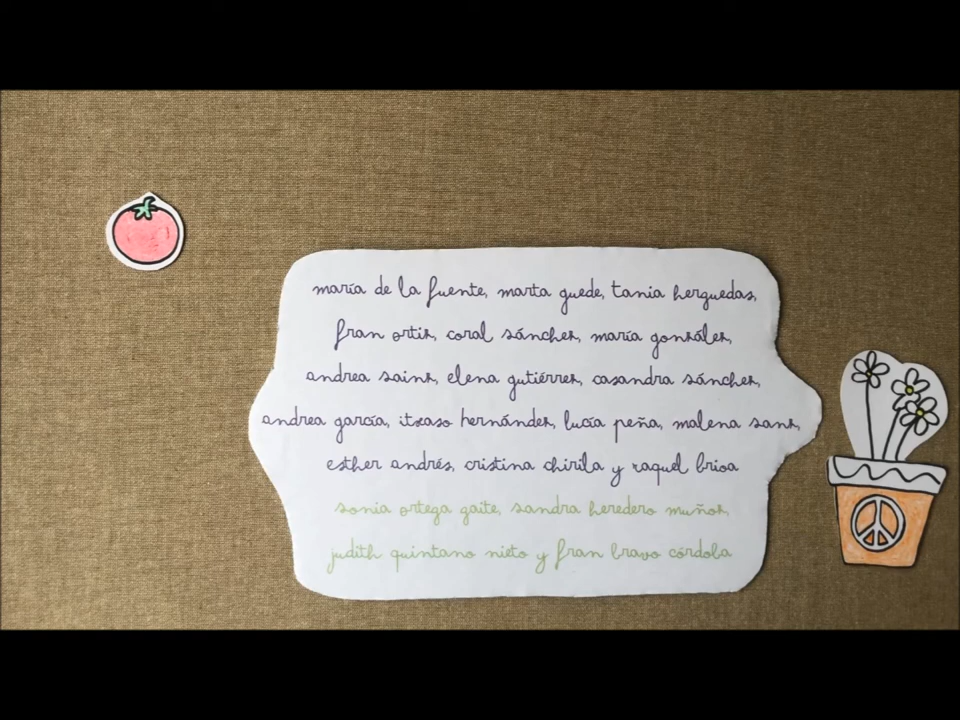 maría de la fuente, marta guede, tania herguedas,
fran ortiz, coral sánchez, maría gonzález,
andrea sainz, elena gutiérrez, casandra sánchez,
andrea garcía, itxaso hernández, lucía peña, malena sanz,
esther andrés, cristina chirila y raquel brioa
sonia ortega gaite, sandra heredero muñoz,
judith quintano nieto y fran bravo córdola